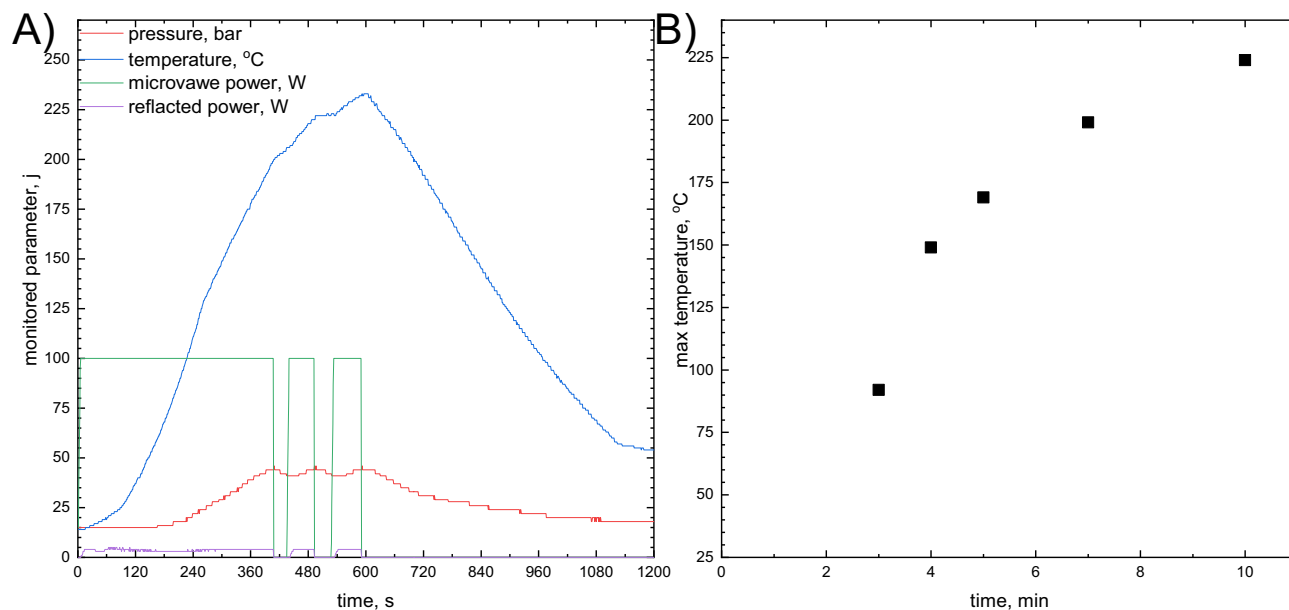 A)
pressure, bar
temperature, °C
microvawe power, W
reflacted power, W
monitored parameter, j
250
225
200
175
150
125
100
75
50
25
0
0 120 240 360 480 600 720 840 960 1080 1200
time, s
B)
max temperature, °C
225
200
175
150
125
100
75
50
25
0 2 4 6 8 10
time, min